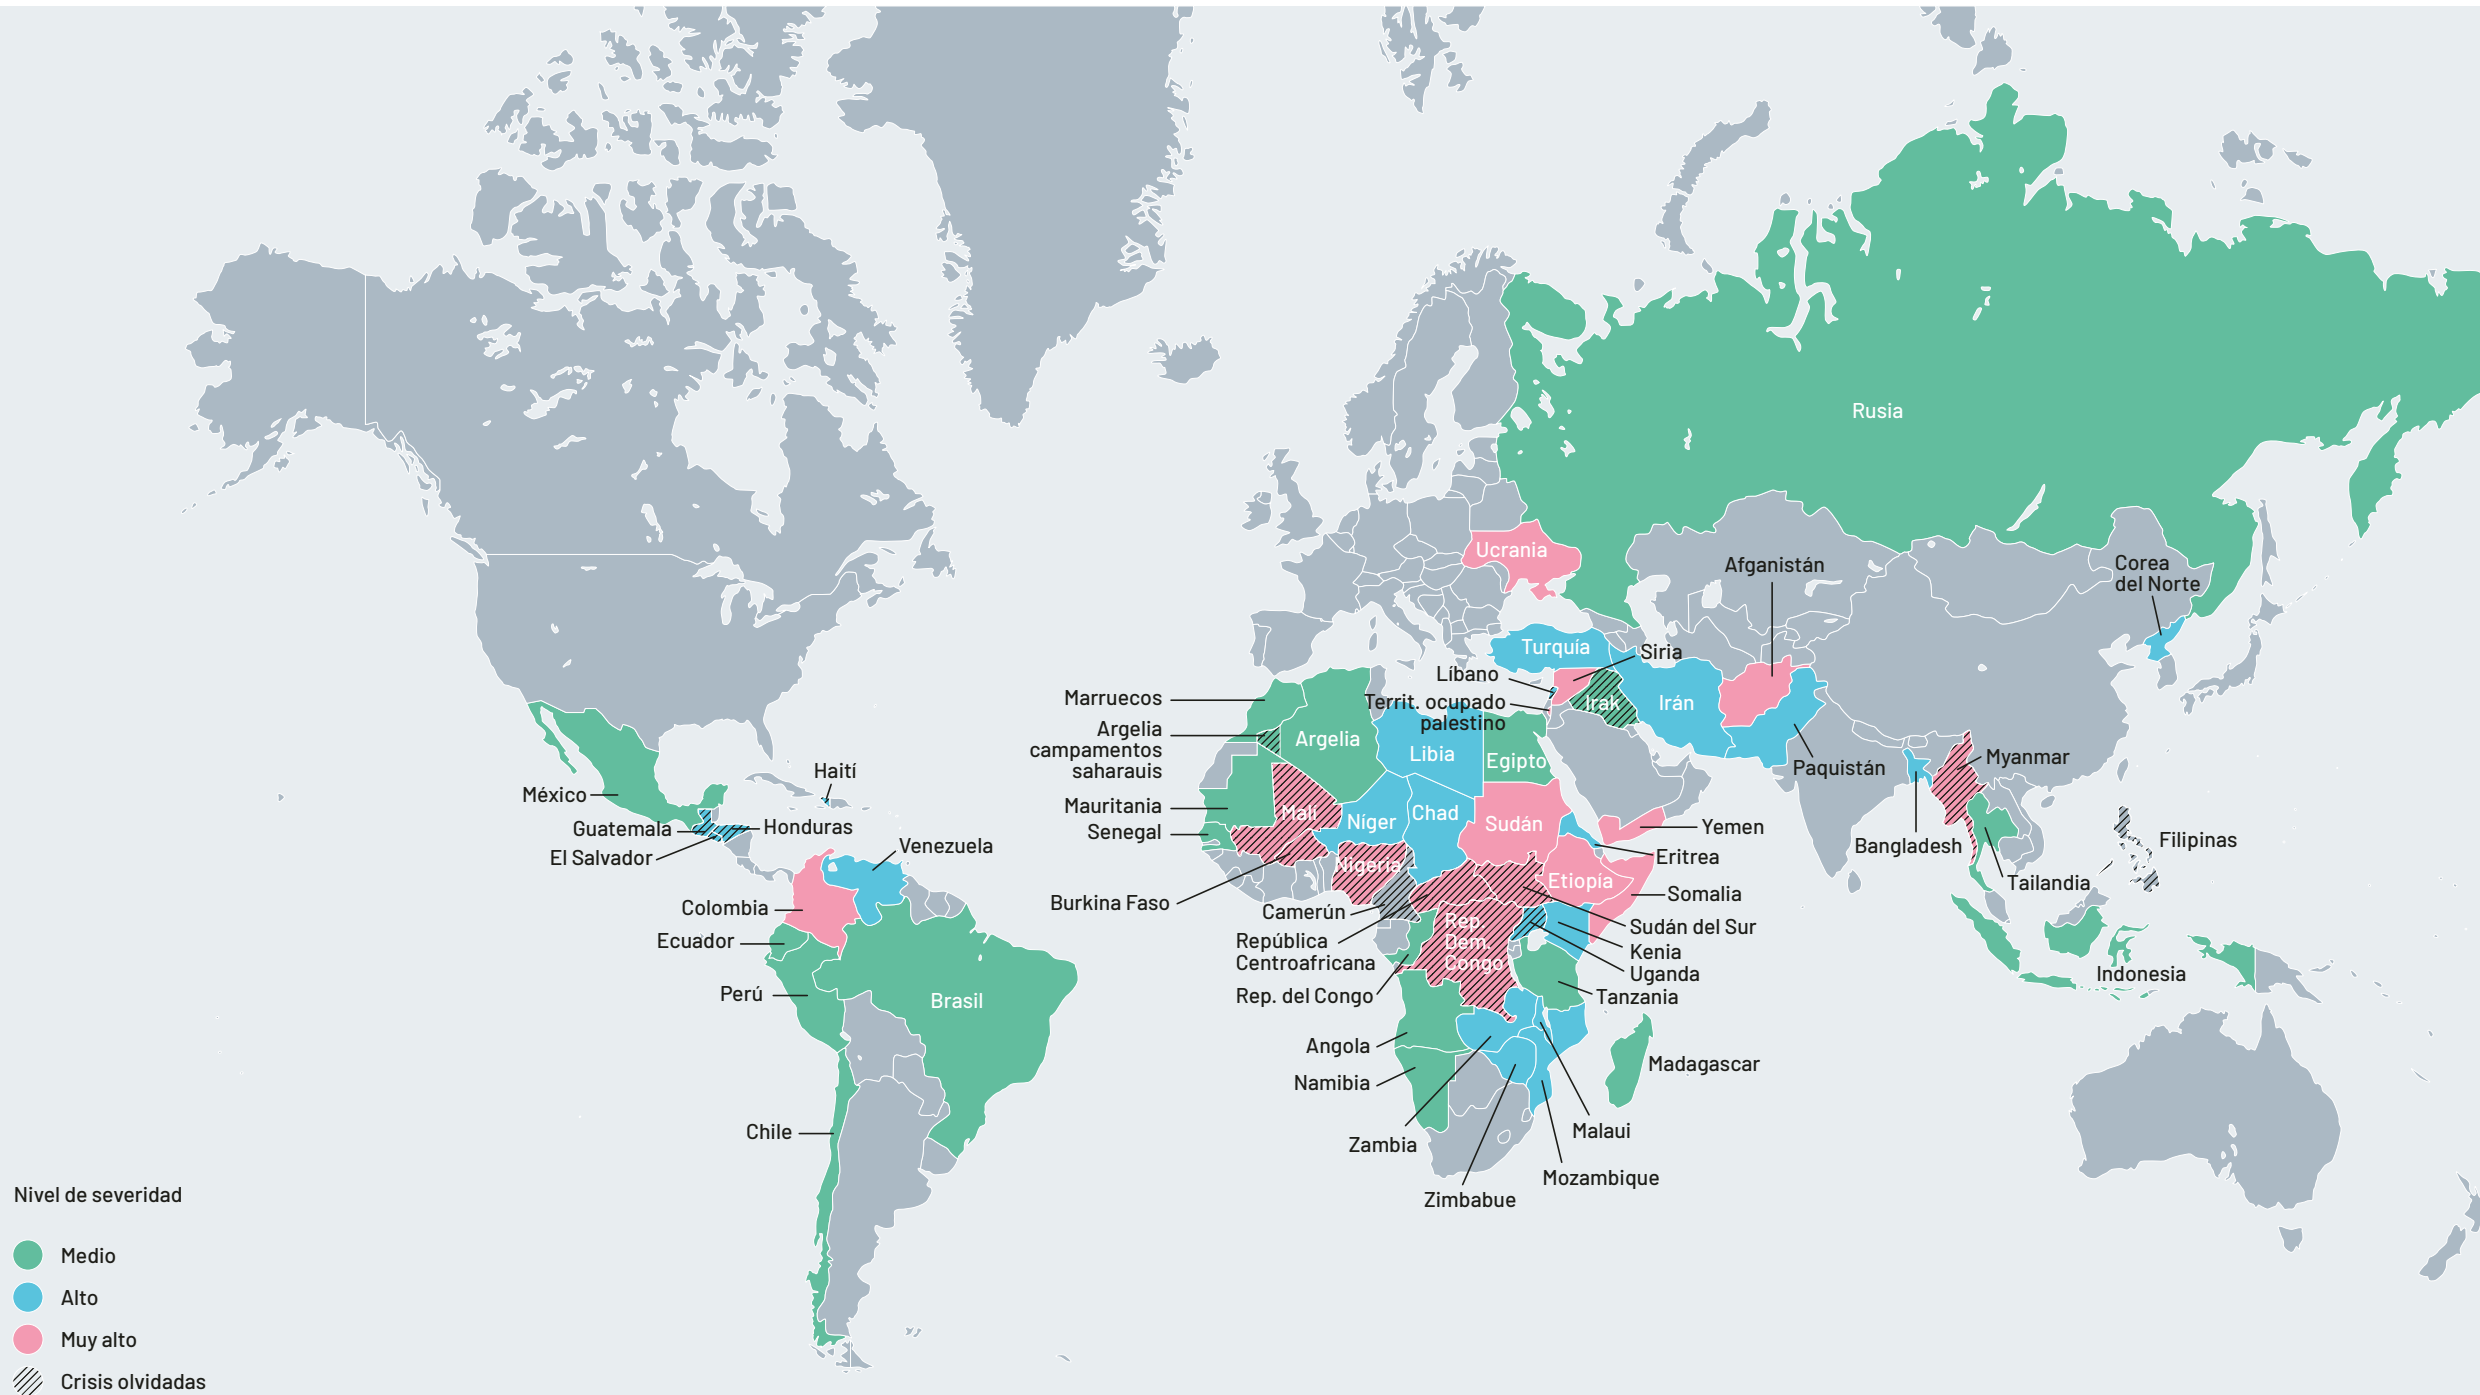 Rusia
Ucrania
Afganistán
Corea
del Norte
Turquía
Siria
Líbano
Territ. ocupado
palestino
Irak
Irán
Marruecos
Argelia
campamentos
saharauis
Argelia
Libia
Egipto
Paquistán
Myanmar
México
Haití
Guatemala
Honduras
El Salvador
Venezuela
Mauritania
Senegal
Malí
Níger
Chad
Sudán
Yemen
Eritrea
Bangladesh
Filipinas
Tailandia
Nigeria
Etiopía
Somalia
Burkina Faso
Camerún
Colombia
Ecuador
República
Centroafricana
Rep.
Dem.
Congo
Sudán del Sur
Kenia
Uganda
Indonesia
Perú
Brasil
Rep. del Congo
Tanzania
Angola
Madagascar
Namibia
Chile
Zambia
Malaui
Mozambique
Zimbabue
Nivel de severidad
Medio
Alto
Muy alto
Crisis olvidadas